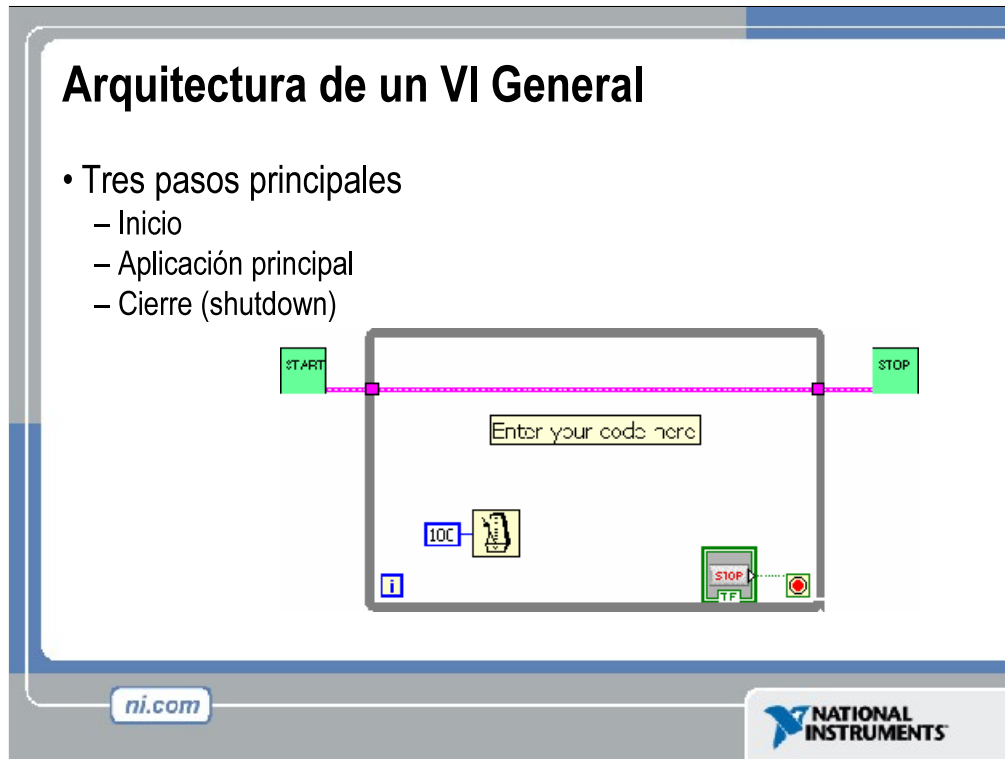 Arquitectura de un VI General
• Tres pasos principales
– Inicio
– Aplicación principal
– Cierre (shutdown)
START
STOP
Enter your code here
100
i
STOP
TF
ni.com
NATIONAL
INSTRUMENTS